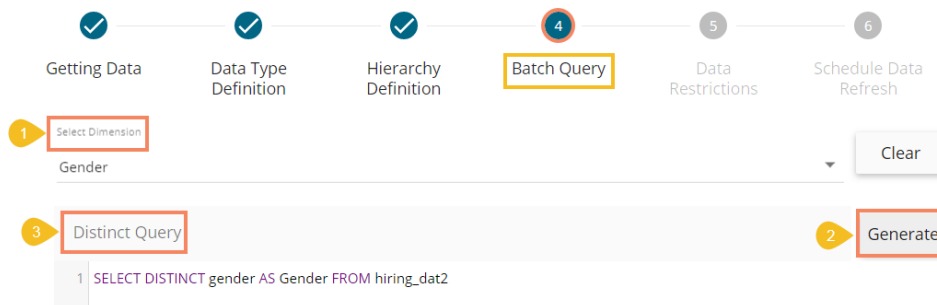 4
5
6
Getting Data
Data Type
Definition
Hierarchy
Definition
Batch Query
Data
Restrictions
Schedule Data
Refresh
1
Select Dimension
Gender
Clear
3
Distinct Query
2
Generate
1 SELECT DISTINCT gender AS Gender FROM hiring_dat2